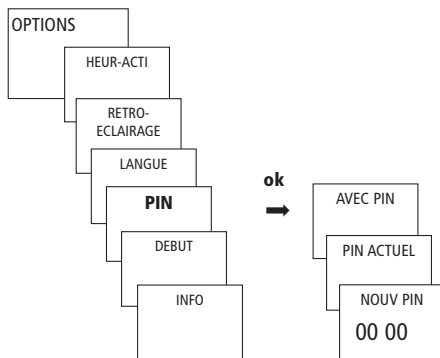 OPTIONS
HEUR-ACTI
RETRO-
ECLAIRAGE
LANGUE
PIN
DEBUT
INFO
ok
AVEC PIN
PIN ACTUEL
NOUV PIN
00 00